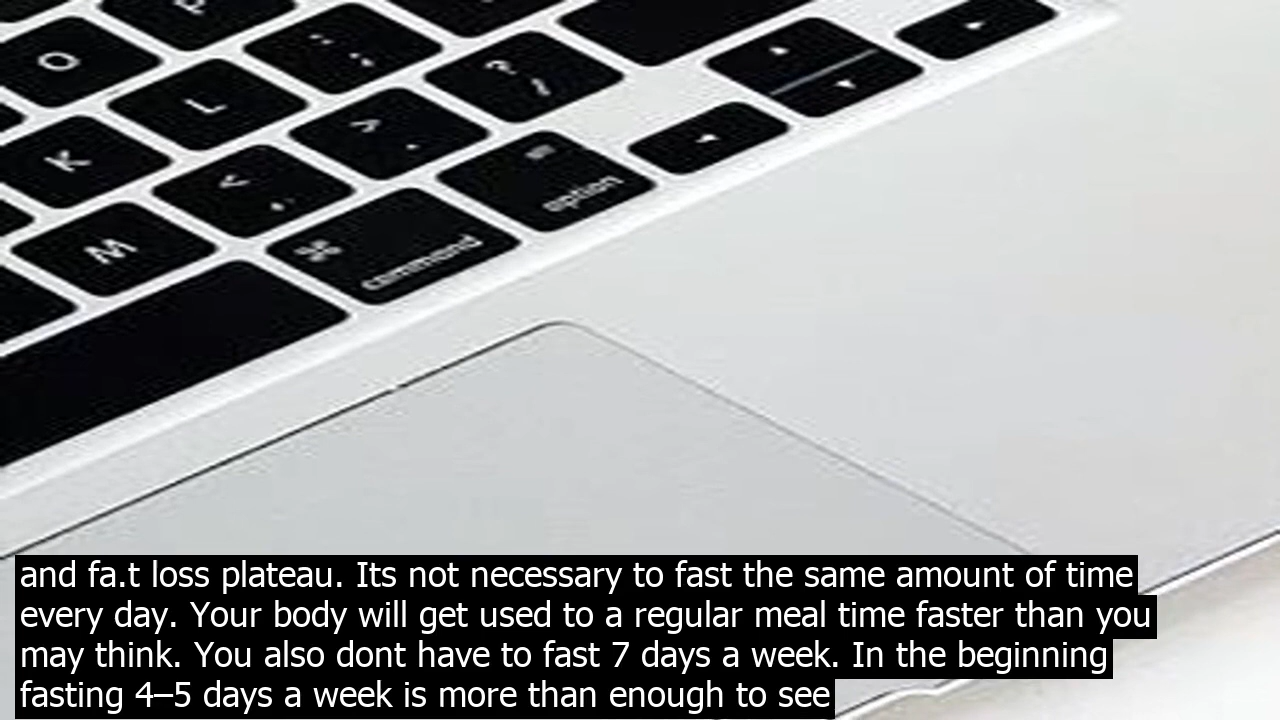 P
O
L
: ;
? /
K
> .
option
< ,
M
⌘
command
and fa.t loss plateau. Its not necessary to fast the same amount of time
every day. Your body will get used to a regular meal time faster than you
may think. You also dont have to fast 7 days a week. In the beginning
fasting 4–5 days a week is more than enough to see